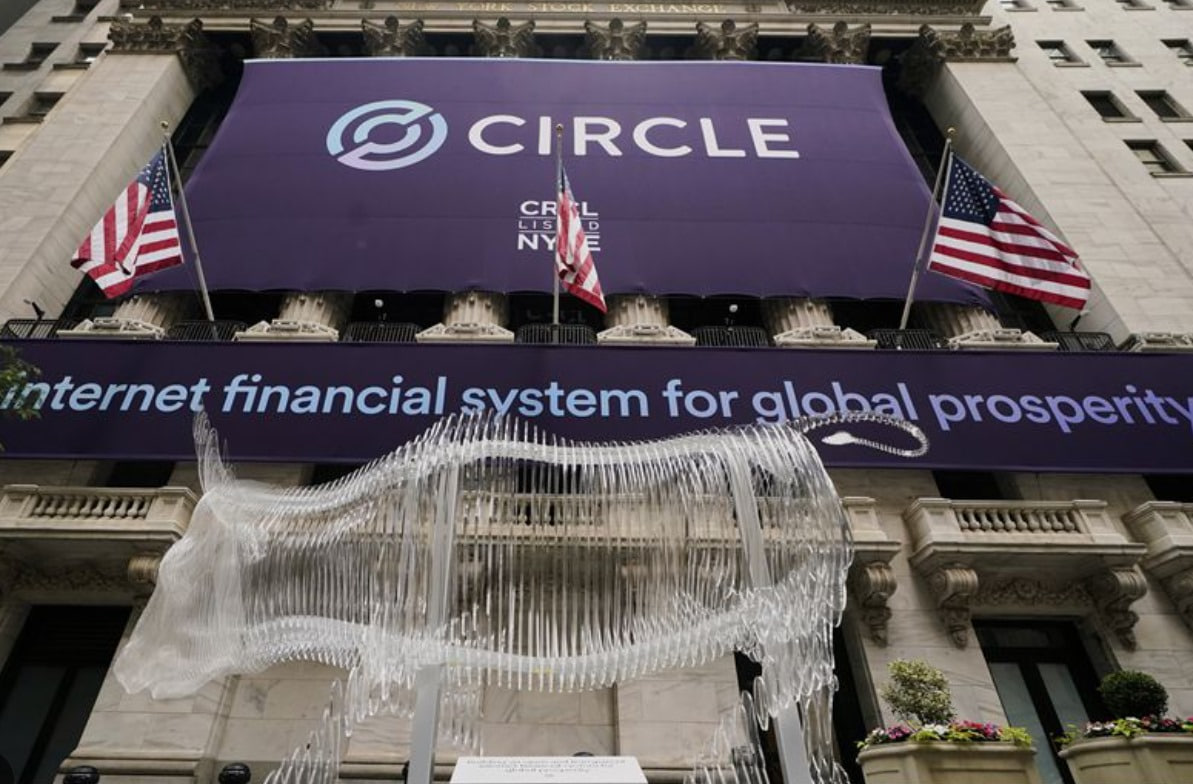 NEW YORK STOCK EXCHANGE
CIRCLE
CRCL
LISTED
NYSE
internet financial system for global prosperity